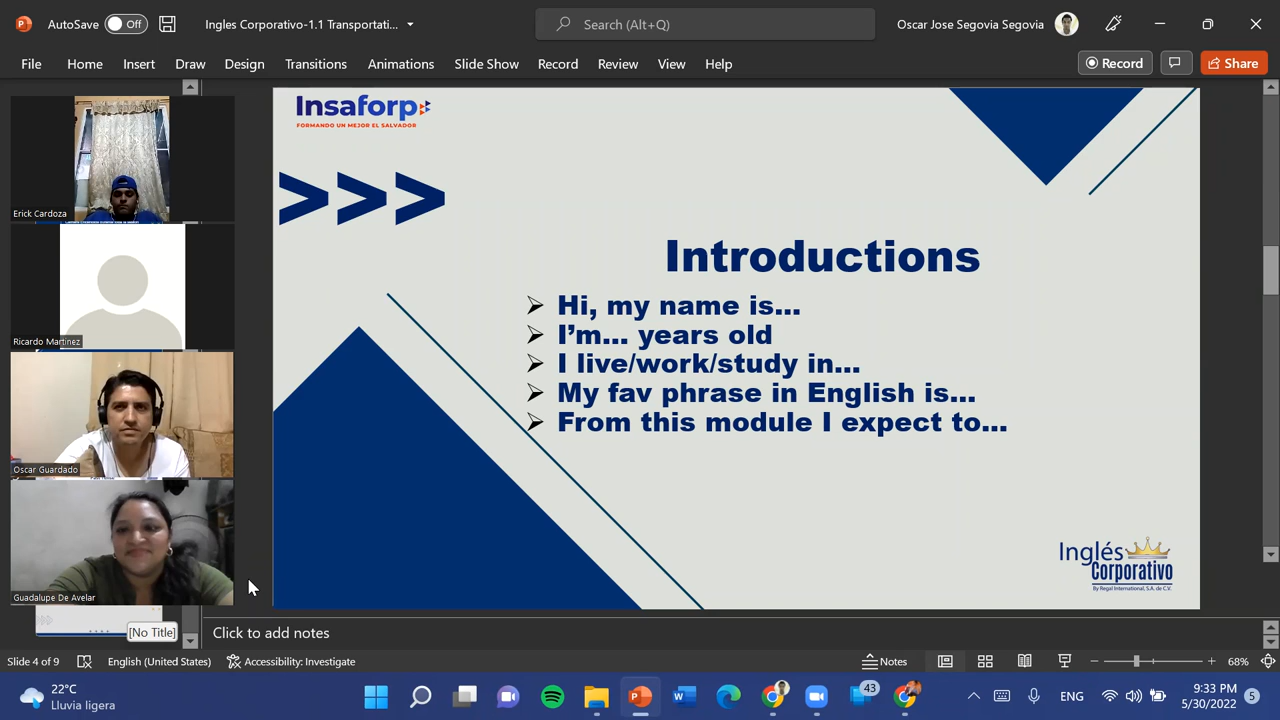 AutoSave Off Ingles Corporativo-1.1 Transportati... Search (Alt+Q) Oscar Jose Segovia Segovia
File Home Insert Draw Design Transitions Animations Slide Show Record Review View Help Record Share
Insaforp
FORMANDO UN MEJOR EL SALVADOR
>>>
Introductions
Hi, my name is...
I'm... years old
I live/work/study in...
My fav phrase in English is...
From this module I expect to...
Inglés
Corporativo
By Regal International, S.A. de C.V.
Erick Cardoza
Ricardo Martinez
Oscar Guardado
Guadalupe De Avelar
[No Title]
Click to add notes
Slide 4 of 9 English (United States) Accessibility: Investigate Notes 68%
22°C
Lluvia ligera
43
ENG
9:33 PM
5/30/2022
5